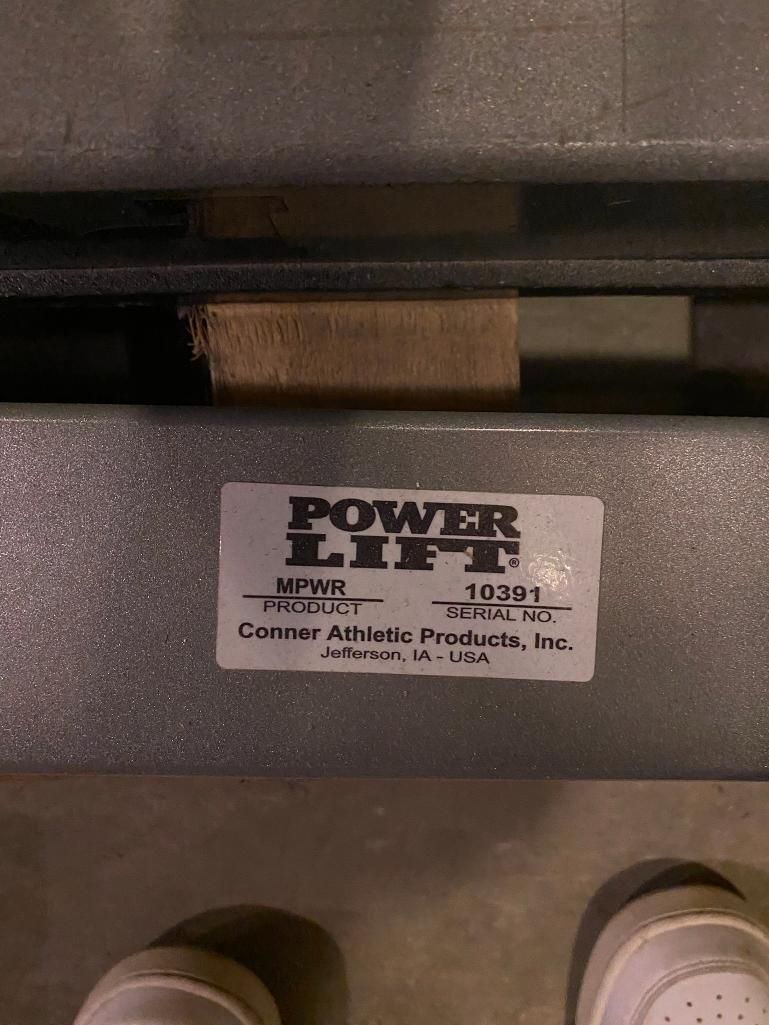 POWER
LIFT®
MPWR 10391
PRODUCT SERIAL NO.
Conner Athletic Products, Inc.
Jefferson, IA - USA